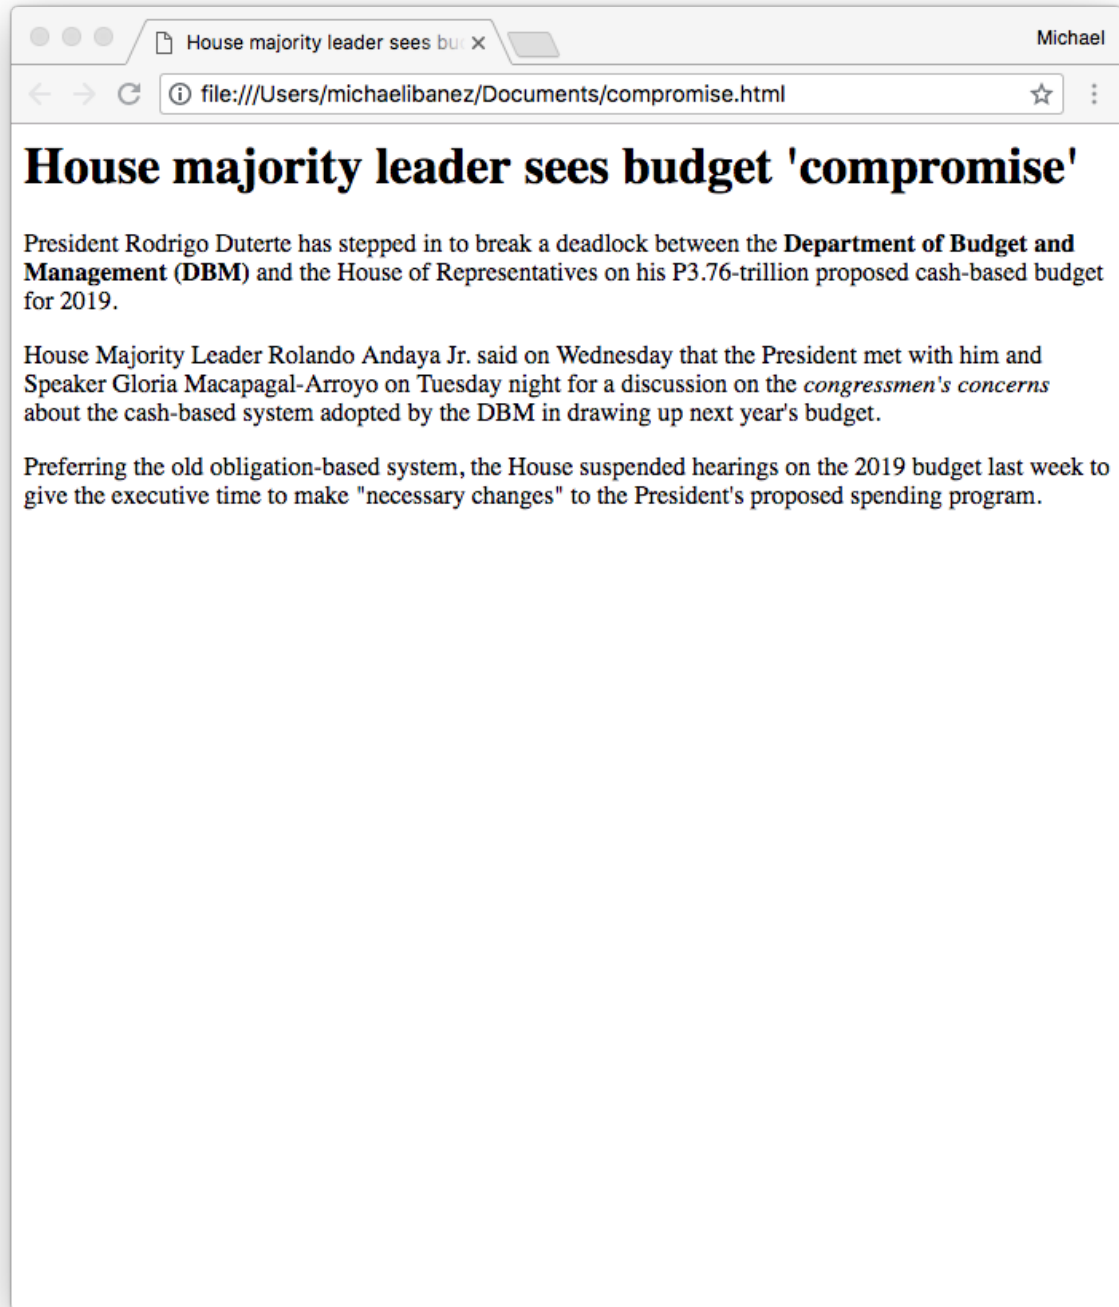 House majority leader sees bu
Michael
file:///Users/michaelibanez/Documents/compromise.html
House majority leader sees budget 'compromise'
President Rodrigo Duterte has stepped in to break a deadlock between the Department of Budget and
Management (DBM) and the House of Representatives on his P3.76-trillion proposed cash-based budget
for 2019.
House Majority Leader Rolando Andaya Jr. said on Wednesday that the President met with him and
Speaker Gloria Macapagal-Arroyo on Tuesday night for a discussion on the congressmen's concerns
about the cash-based system adopted by the DBM in drawing up next year's budget.
Preferring the old obligation-based system, the House suspended hearings on the 2019 budget last week to
give the executive time to make "necessary changes" to the President's proposed spending program.